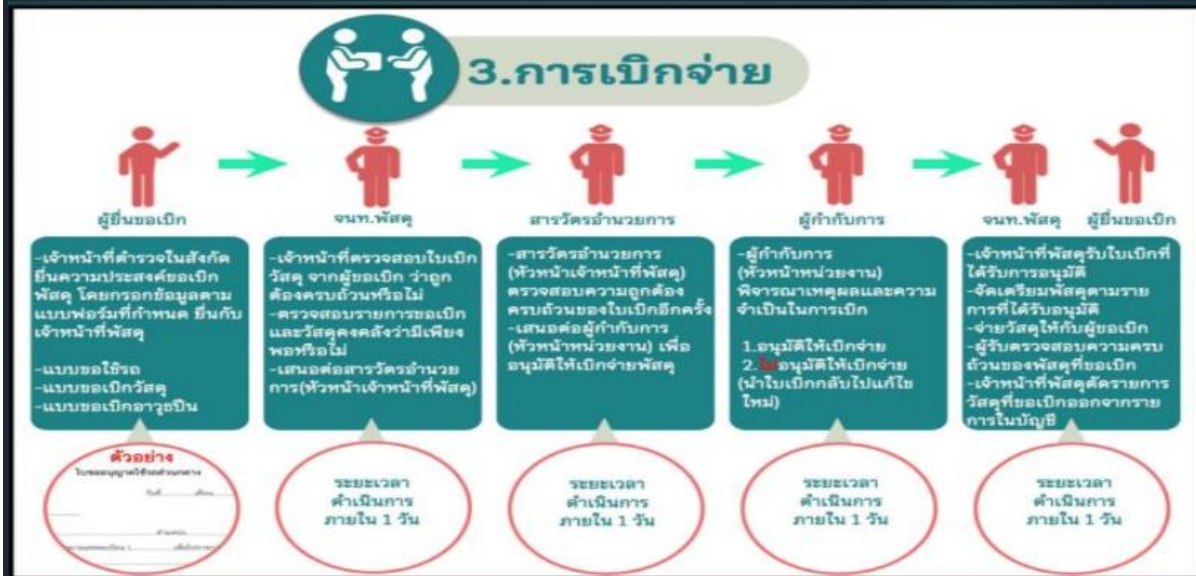 3.การเบิกจ่าย
ผู้ยื่นขอเบิก
จนท.พัสดุ
สารวัตรอำนวยการ
ผู้กำกับการ
จนท.พัสดุ
ผู้ยื่นขอเบิก
-เจ้าหน้าที่ตำรวจในสังกัด
ยื่นความประสงค์ขอเบิก
พัสดุ โดยกรอกข้อมูลตาม
แบบฟอร์มที่กำหนด ยื่นกับ
เจ้าหน้าที่พัสดุ
-แบบขอใช้รถ
-แบบขอเบิกวัสดุ
-แบบขอเบิกอาวุธปืน
-เจ้าหน้าที่ตรวจสอบใบเบิก
วัสดุ จากผู้ขอเบิก ว่าถูก
ต้องครบถ้วนหรือไม่
-ตรวจสอบรายการขอเบิก
และวัสดุคงคลังว่ามีเพียง
พอหรือไม่
-เสนอต่อสารวัตรอำนวย
การ(หัวหน้าเจ้าหน้าที่พัสดุ)
-สารวัตรอำนวยการ
(หัวหน้าเจ้าหน้าที่พัสดุ)
ตรวจสอบความถูกต้อง
ครบถ้วนของใบเบิกอีกครั้ง
-เสนอต่อผู้กำกับการ
(หัวหน้าหน่วยงาน) เพื่อ
อนุมัติให้เบิกจ่ายพัสดุ
-ผู้กำกับการ
(หัวหน้าหน่วยงาน)
พิจารณาเหตุผลและความ
จำเป็นในการเบิก
1.อนุมัติให้เบิกจ่าย
2.ไม่อนุมัติให้เบิกจ่าย
(นำใบเบิกกลับไปแก้ไข
ใหม่)
-เจ้าหน้าที่พัสดุรับใบเบิกที่
ได้รับการอนุมัติ
-จัดเตรียมพัสดุตามราย
การที่ได้รับอนุมัติ
-จ่ายวัสดุให้กับผู้ขอเบิก
-ผู้รับตรวจสอบความครบ
ถ้วนของพัสดุที่ขอเบิก
-เจ้าหน้าที่พัสดุตัดรายการ
วัสดุที่ขอเบิกออกจากราย
การในบัญชี
ตัวอย่าง
ใบขออนุญาตใช้รถส่วนกลาง
วันที่ เดือน
ตำแหน่ง
ระยะเวลา
ดำเนินการ
ภายใน 1 วัน
ระยะเวลา
ดำเนินการ
ภายใน 1 วัน
ระยะเวลา
ดำเนินการ
ภายใน 1 วัน
ระยะเวลา
ดำเนินการ
ภายใน 1 วัน